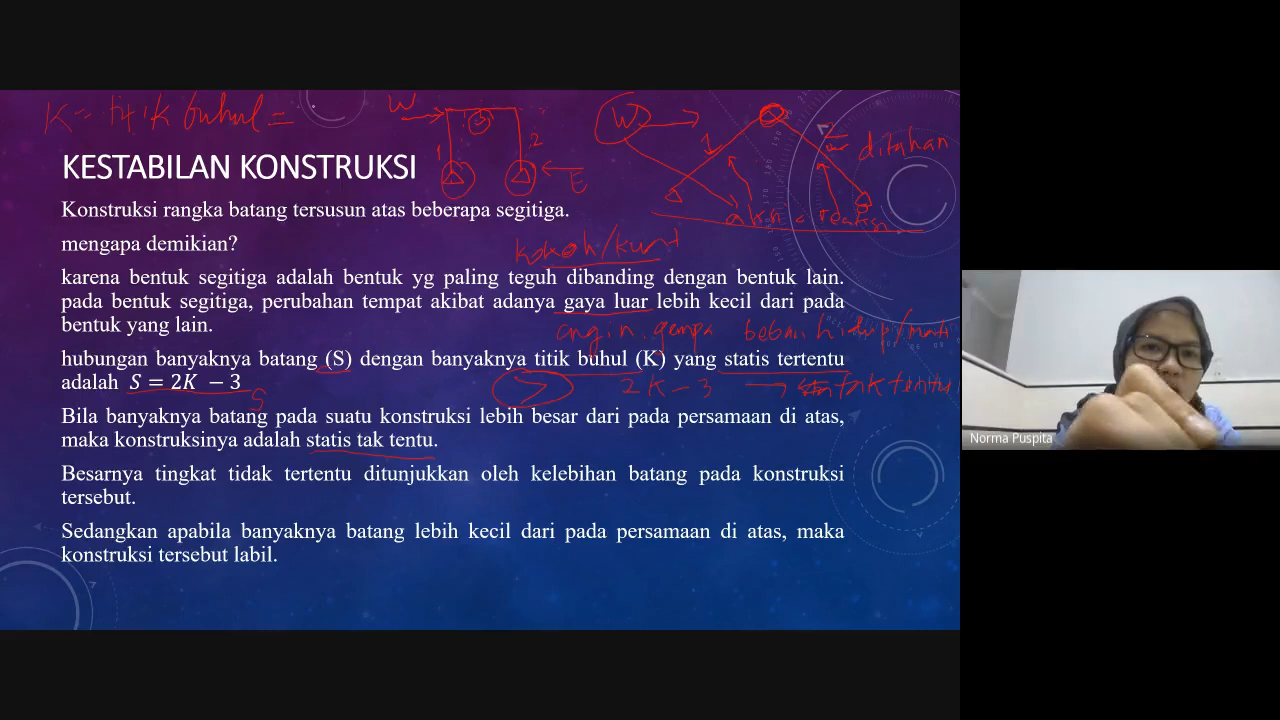 K = titik buhul =
W
1
3
2
E
W
1
2
ditahan
aksi = reaksi
KESTABILAN KONSTRUKSI
Konstruksi rangka batang tersusun atas beberapa segitiga.
mengapa demikian?
kokoh/kuat
karena bentuk segitiga adalah bentuk yg paling teguh dibanding dengan bentuk lain.
pada bentuk segitiga, perubahan tempat akibat adanya gaya luar lebih kecil dari pada
bentuk yang lain.
angin, gempa beban hidup/mati
hubungan banyaknya batang (S) dengan banyaknya titik buhul (K) yang statis tertentu
adalah S = 2K − 3
S > 2K − 3 → tak tentu
Bila banyaknya batang pada suatu konstruksi lebih besar dari pada persamaan di atas,
maka konstruksinya adalah statis tak tentu.
Besarnya tingkat tidak tertentu ditunjukkan oleh kelebihan batang pada konstruksi
tersebut.
Sedangkan apabila banyaknya batang lebih kecil dari pada persamaan di atas, maka
konstruksi tersebut labil.
Norma Puspita